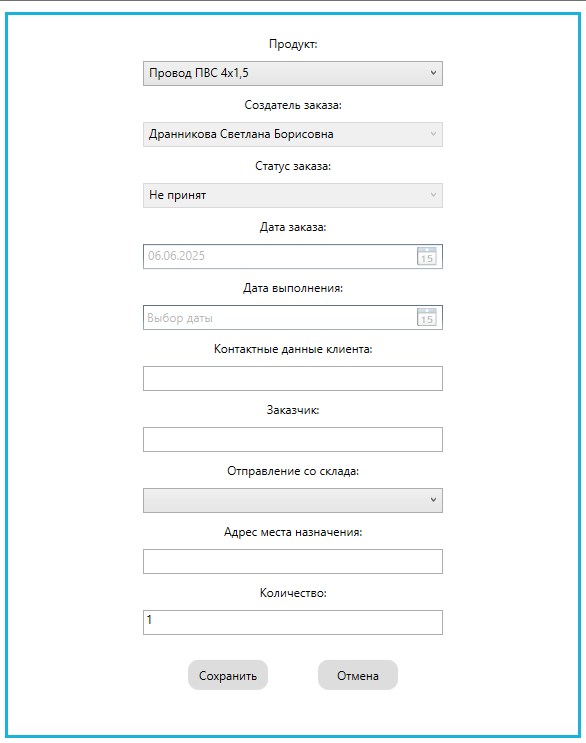 Продукт:
Провод ПВС 4х1,5
Создатель заказа:
Дранникова Светлана Борисовна
Статус заказа:
Не принят
Дата заказа:
06.06.2025
15
Дата выполнения:
Выбор даты
15
Контактные данные клиента:
Заказчик:
Отправление со склада:
Адрес места назначения:
Количество:
1
Сохранить
Отмена